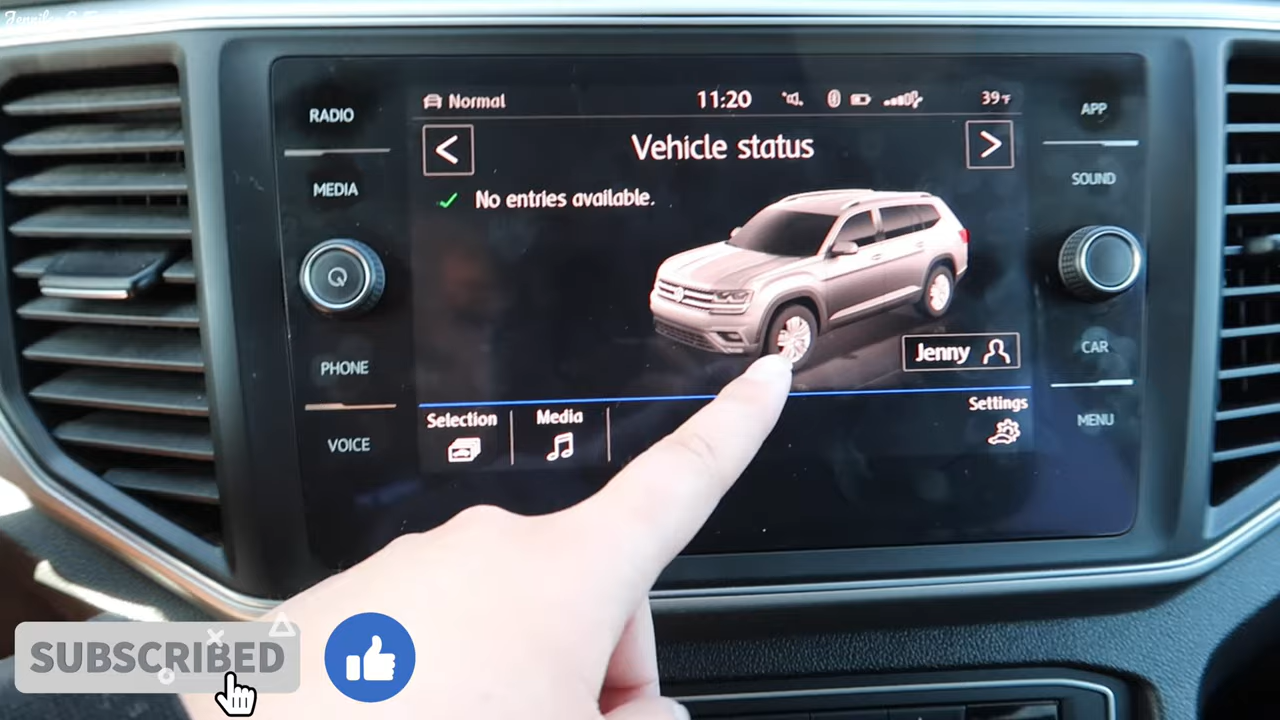 RADIO
MEDIA
PHONE
VOICE
Normal
11:20
39°F
Vehicle status
No entries available.
Jenny
Selection
Media
Settings
APP
SOUND
CAR
MENU
SUBSCRIBED